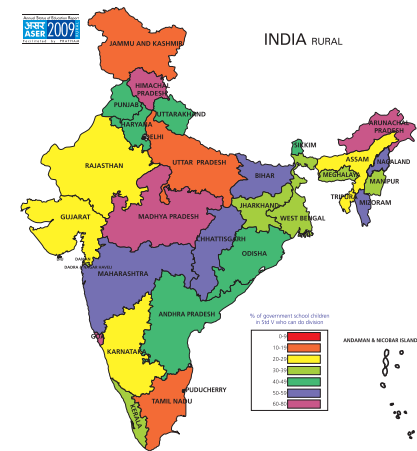 Annual Status of Education Report
असर
ASER
2009
Facilitated by PRATHAM
INDIA RURAL
JAMMU AND KASHMIR
HIMACHAL
PRADESH
PUNJAB
UTTARAKHAND
HARYANA
DELHI
ARUNACHAL
PRADESH
SIKKIM
RAJASTHAN
UTTAR PRADESH
ASSAM
NAGALAND
BIHAR
MEGHALAYA
MANIPUR
TRIPURA
MIZORAM
JHARKHAND
GUJARAT
MADHYA PRADESH
WEST BENGAL
CHHATTISGARH
ODISHA
DIU
DAMAN
DADRA & NAGAR HAVELI
MAHARASHTRA
ANDHRA PRADESH
GOA
KARNATAKA
PUDUCHERRY
TAMIL NADU
KERALA
% of government school children
in Std V who can do division
0-9
10-19
20-29
30-39
40-49
50-59
60-80
ANDAMAN & NICOBAR ISLAND